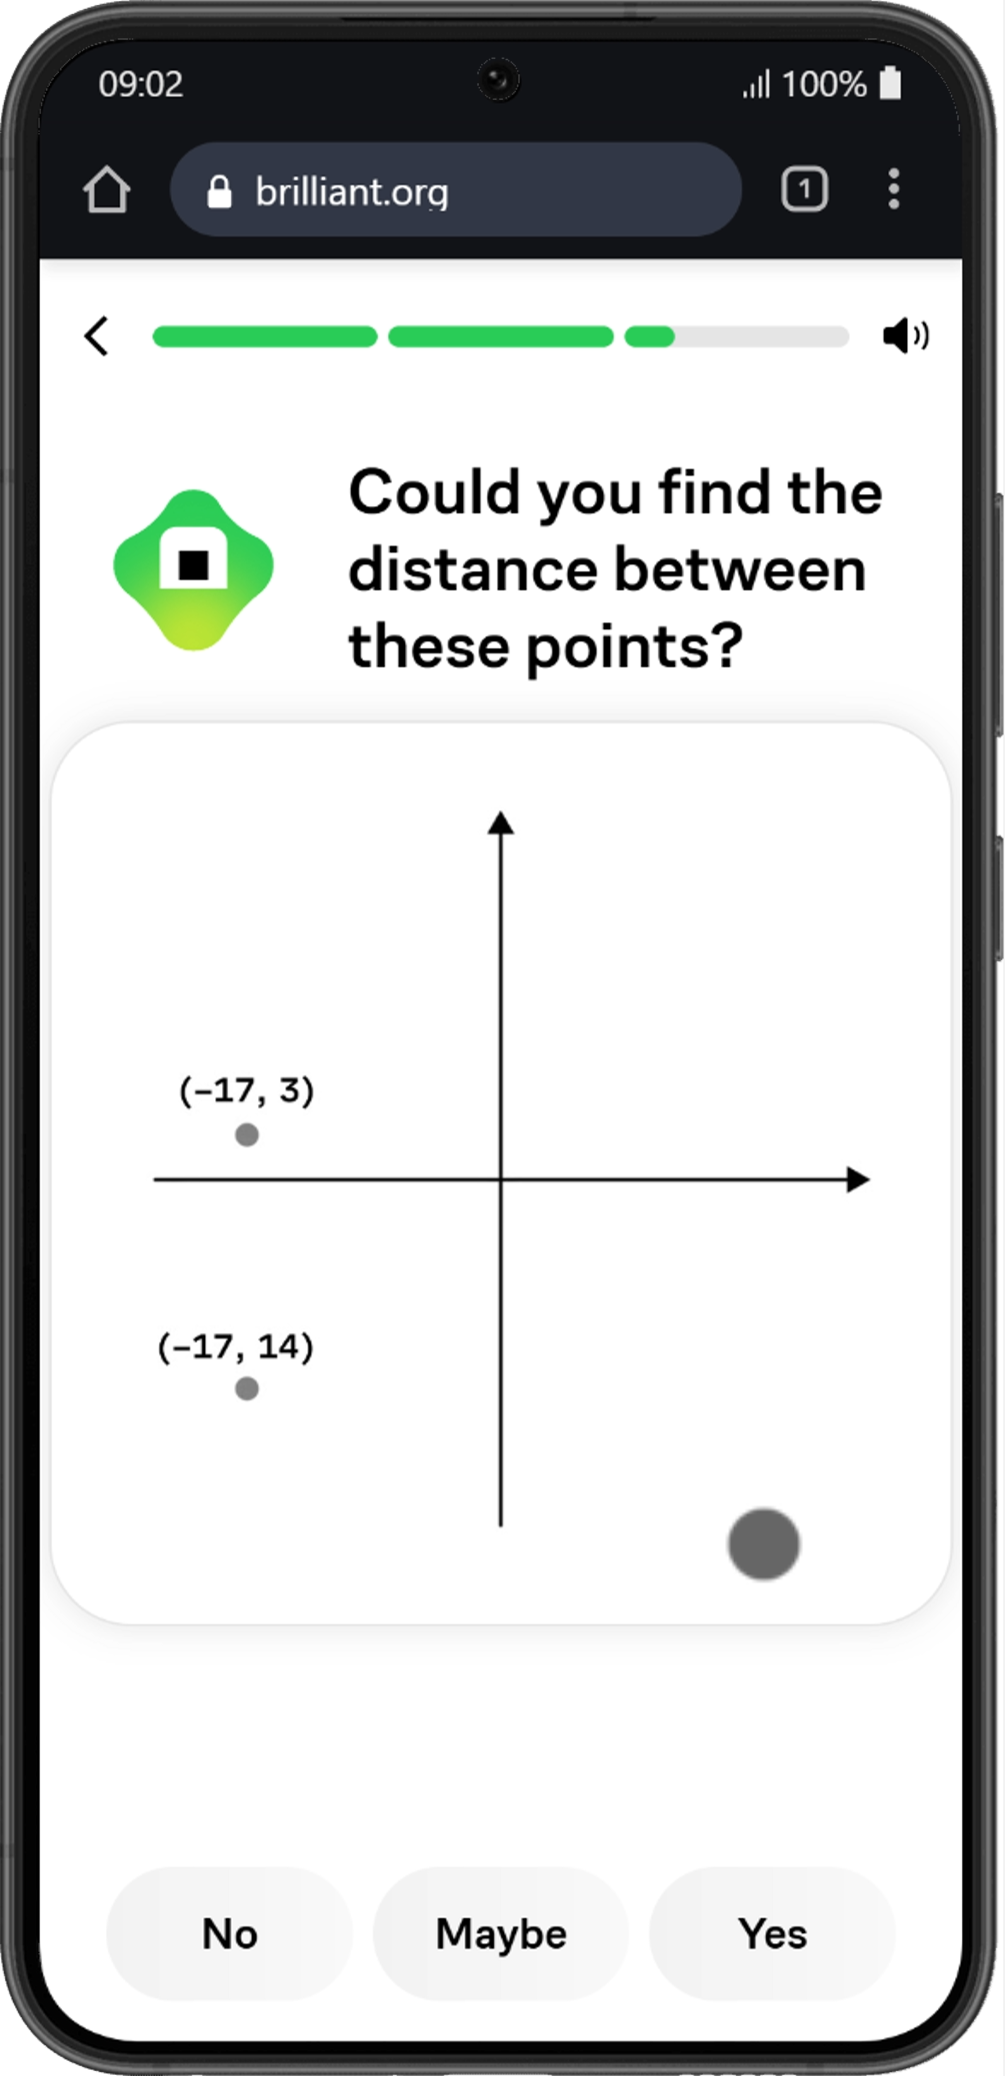 09:02
100%
brilliant.org
1
Could you find the
distance between
these points?
(−17, 3)
(−17, 14)
No
Maybe
Yes